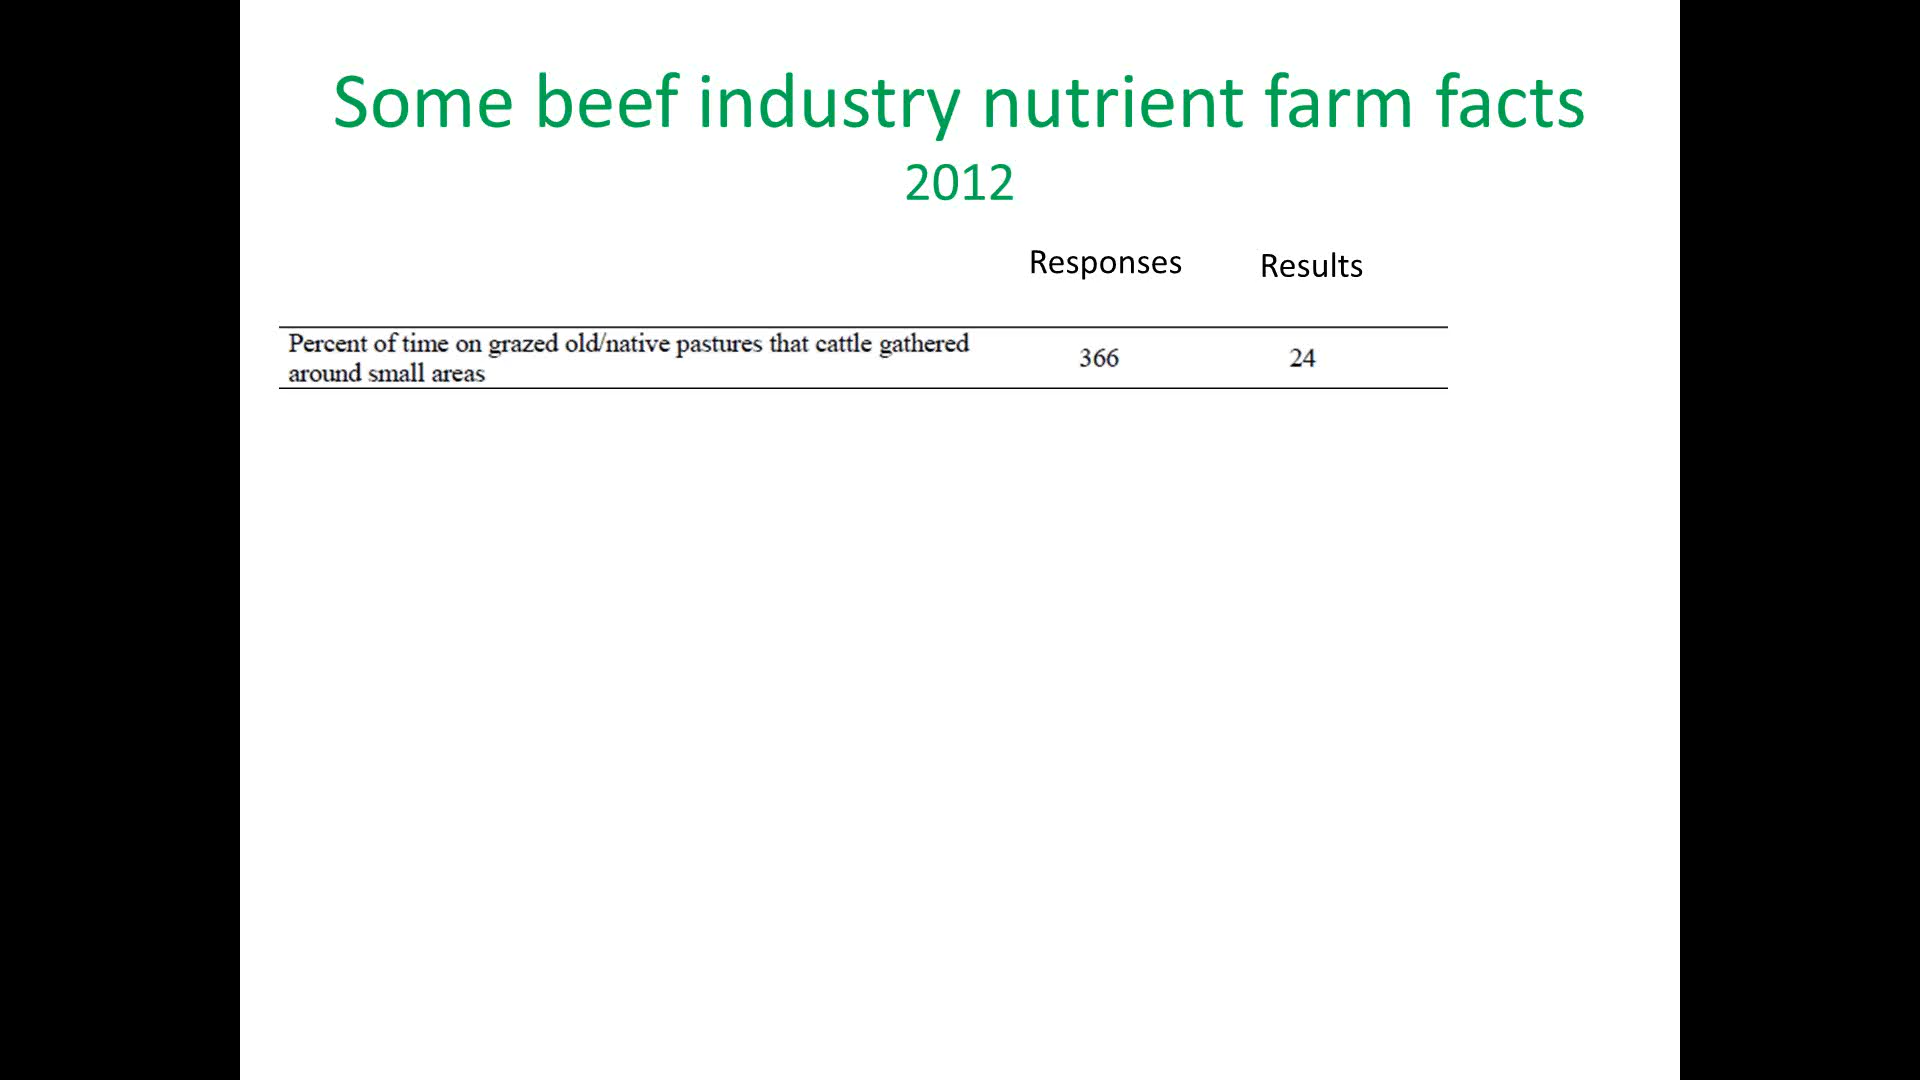 Some beef industry nutrient farm facts
2012
Responses Results
Percent of time on grazed old/native pastures that cattle gathered
around small areas
366 24